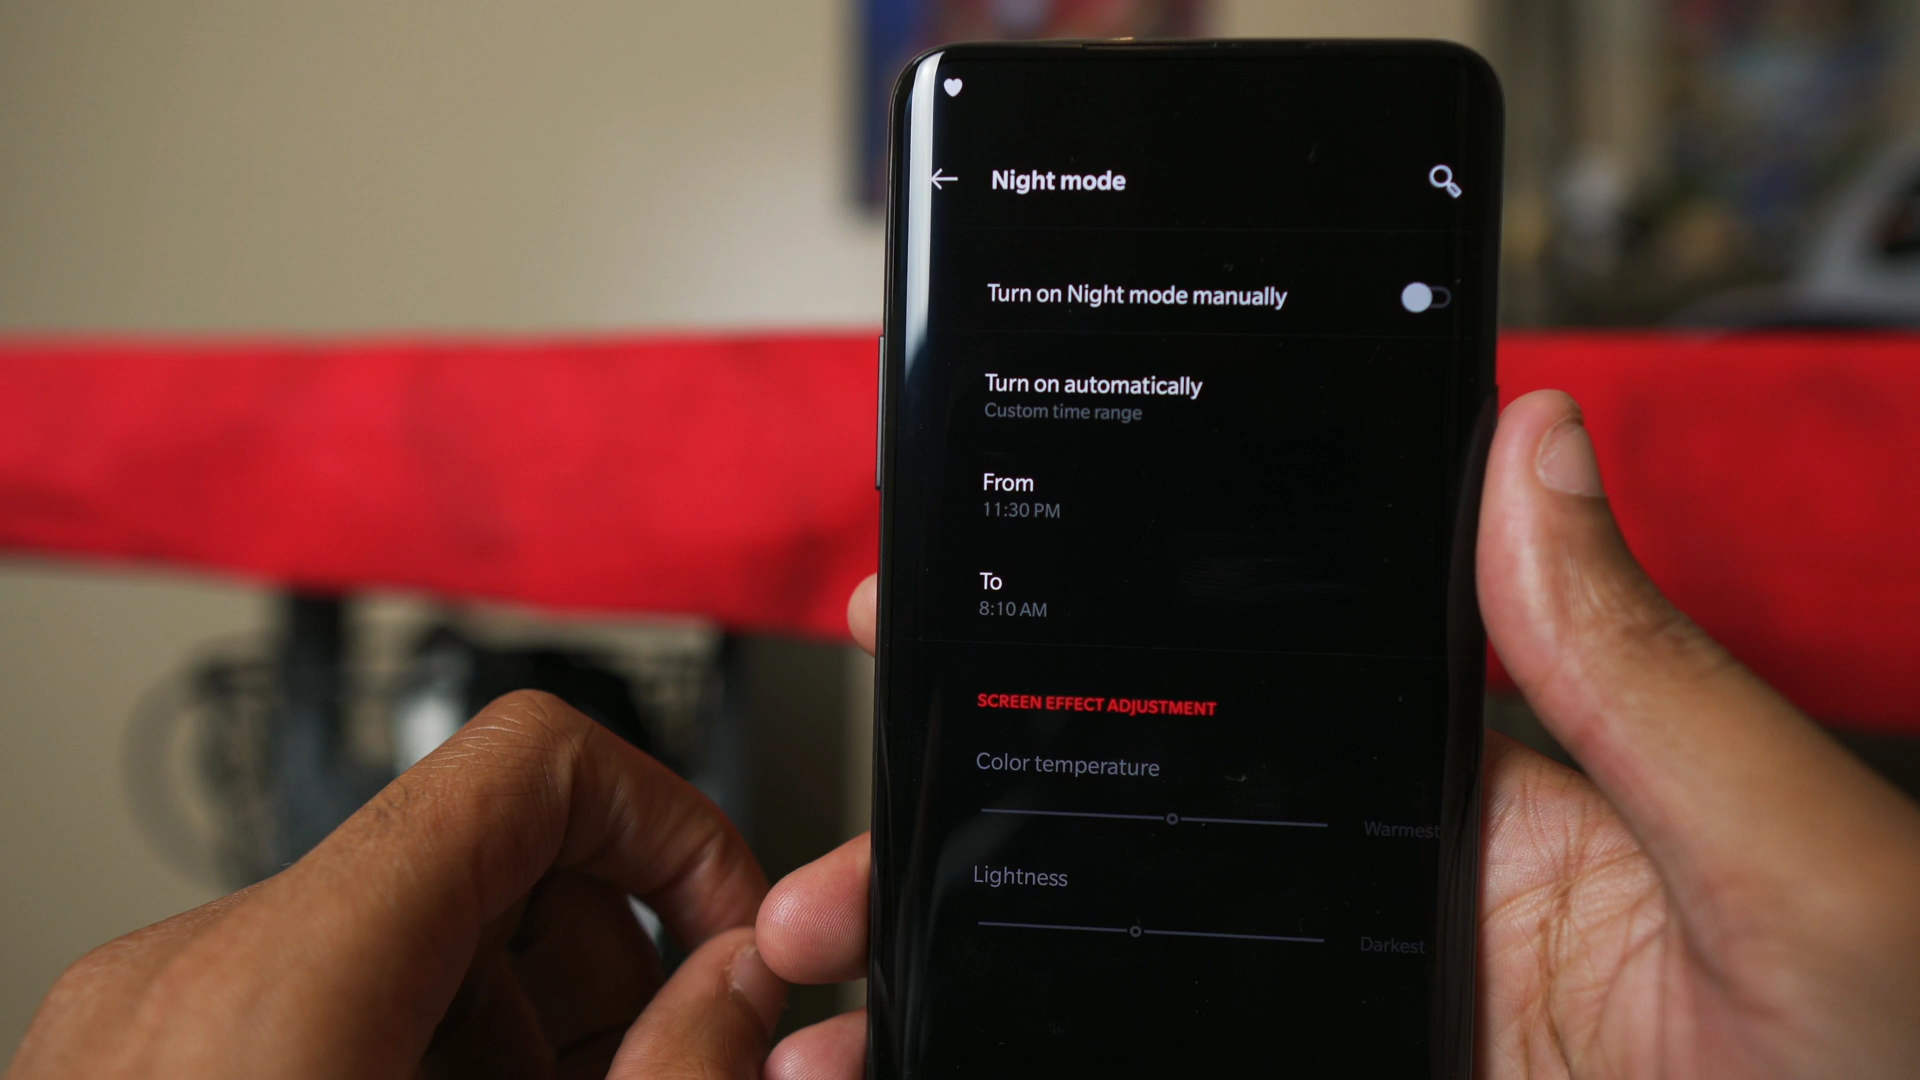 Night mode
Turn on Night mode manually
Turn on automatically
Custom time range
From
11:30 PM
To
8:10 AM
SCREEN EFFECT ADJUSTMENT
Color temperature
Warmest
Lightness
Darkest